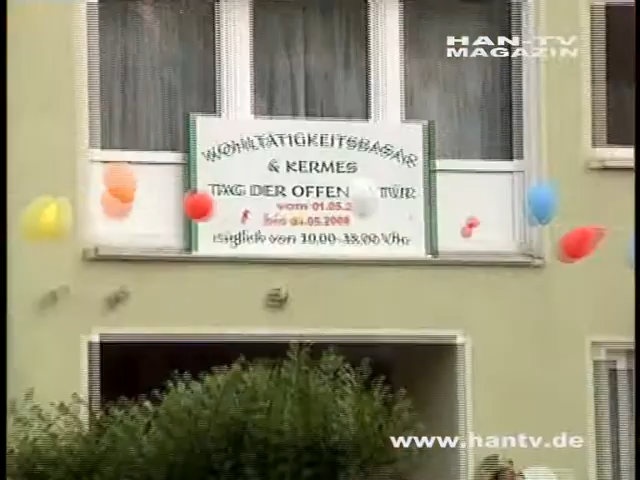 HAN-TV
MAGAZIN
WOHLTÄTIGKEITSBASAR
& KERMES
TAG DER OFFENEN TÜR
vom 01.05.2
bis 04.05.2008
täglich von 10.00-18.00 Uhr
www.hantv.de